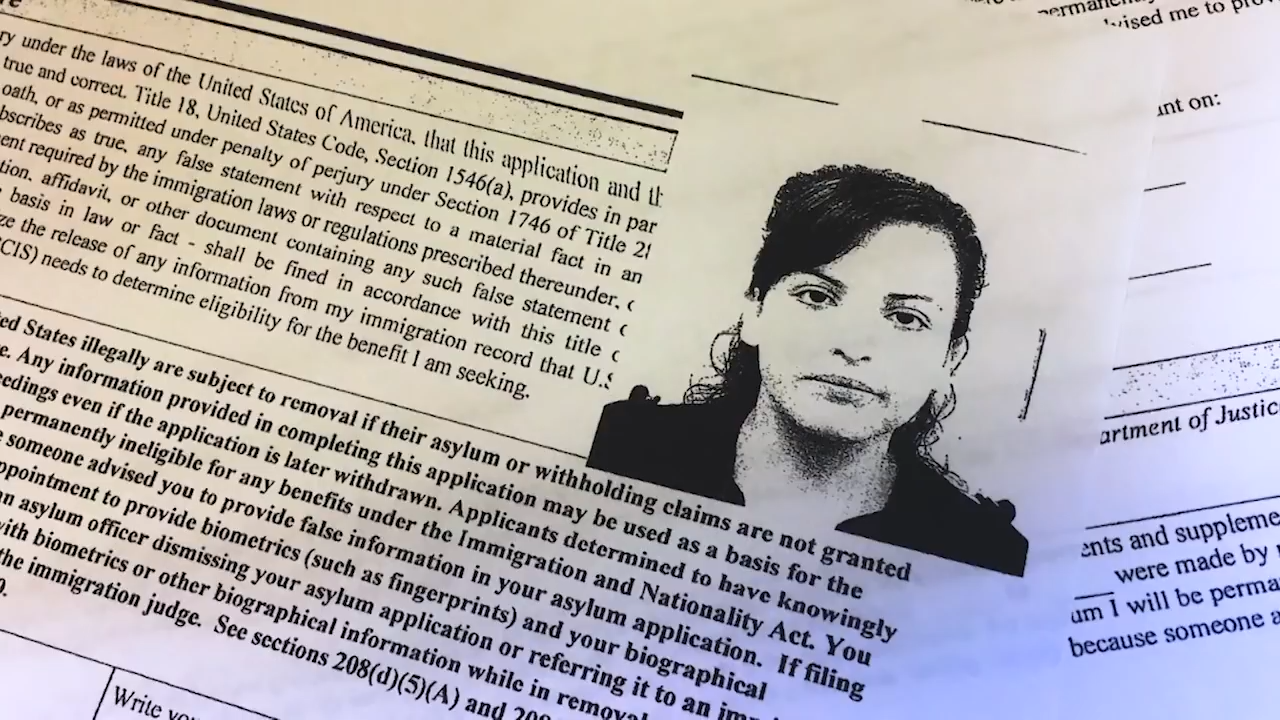 ry under the laws of the United States of America, that this application and
true and correct. Title 18, United States Code, Section 1546(a), provides in par
oath, or as permitted under penalty of perjury under Section 1746 of Title 2
bscribes as true, any false statement with respect to a material fact in an
ent required by the immigration laws or regulations prescribed thereunder,
tion, affidavit, or other document containing any such false statement
basis in law or fact - shall be fined in accordance with this title
ze the release of any information from my immigration record that U.S
CIS) needs to determine eligibility for the benefit I am seeking.
ted States illegally are subject to removal if their asylum or withholding claims are not granted
e. Any information provided in completing this application may be used as a basis for the
eedings even if the application is later withdrawn. Applicants determined to have knowingly
permanently ineligible for any benefits under the Immigration and Nationality Act. You
someone advised you to provide false information in your asylum application. If filing
ppointment to provide biometrics (such as fingerprints) and your biographical
an asylum officer dismissing your asylum application or referring it to an
with biometrics or other biographical information while in removal
the immigration judge. See sections 208(d)(5)(A) and 208
Write yo
permanently
vised me to prov
nt on:
artment of Justic
ents and suppleme
were made by
am I will be perma
because someone a